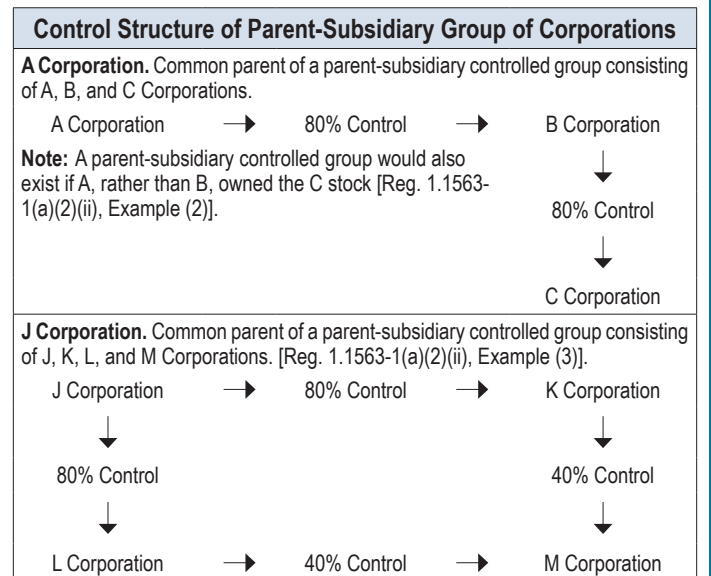 Control Structure of Parent-Subsidiary Group of Corporations
A Corporation. Common parent of a parent-subsidiary controlled group consisting
of A, B, and C Corporations.
A Corporation → 80% Control → B Corporation
Note: A parent-subsidiary controlled group would also
exist if A, rather than B, owned the C stock [Reg. 1.1563-
1(a)(2)(ii), Example (2)].
↓
80% Control
↓
C Corporation
J Corporation. Common parent of a parent-subsidiary controlled group consisting
of J, K, L, and M Corporations. [Reg. 1.1563-1(a)(2)(ii), Example (3)].
J Corporation → 80% Control → K Corporation
↓ ↓
80% Control 40% Control
↓ ↓
L Corporation → 40% Control → M Corporation